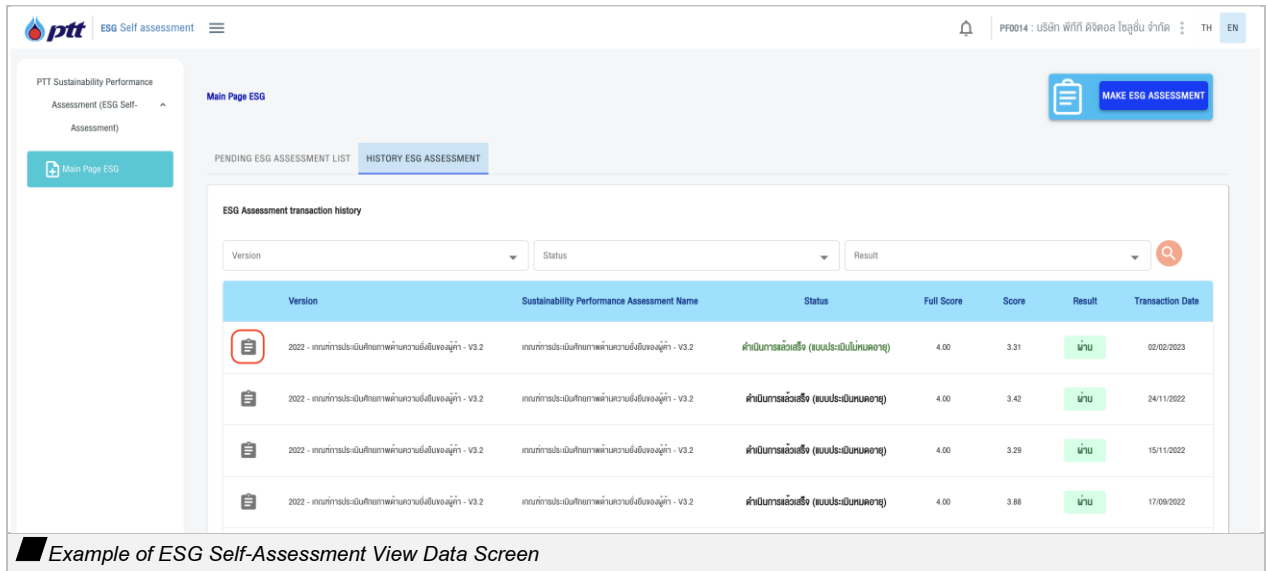 ptt ESG Self assessment
PF0014 : บริษัท พีทีที ดิจิตอล โซลูชั่น จำกัด TH EN
PTT Sustainability Performance
Assessment (ESG Self-
Assessment)
Main Page ESG
Main Page ESG
MAKE ESG ASSESSMENT
PENDING ESG ASSESSMENT LIST HISTORY ESG ASSESSMENT
ESG Assessment transaction history
Version Status Result
Version Sustainability Performance Assessment Name Status Full Score Score Result Transaction Date
2022 - เกณฑ์การประเมินศักยภาพด้านความยั่งยืนของผู้ค้า - V3.2 เกณฑ์การประเมินศักยภาพด้านความยั่งยืนของผู้ค้า - V3.2 ดำเนินการแล้วเสร็จ (แบบประเมินไม่หมดอายุ) 4.00 3.31 ผ่าน 02/02/2023
2022 - เกณฑ์การประเมินศักยภาพด้านความยั่งยืนของผู้ค้า - V3.2 เกณฑ์การประเมินศักยภาพด้านความยั่งยืนของผู้ค้า - V3.2 ดำเนินการแล้วเสร็จ (แบบประเมินหมดอายุ) 4.00 3.42 ผ่าน 24/11/2022
2022 - เกณฑ์การประเมินศักยภาพด้านความยั่งยืนของผู้ค้า - V3.2 เกณฑ์การประเมินศักยภาพด้านความยั่งยืนของผู้ค้า - V3.2 ดำเนินการแล้วเสร็จ (แบบประเมินหมดอายุ) 4.00 3.29 ผ่าน 15/11/2022
2022 - เกณฑ์การประเมินศักยภาพด้านความยั่งยืนของผู้ค้า - V3.2 เกณฑ์การประเมินศักยภาพด้านความยั่งยืนของผู้ค้า - V3.2 ดำเนินการแล้วเสร็จ (แบบประเมินหมดอายุ) 4.00 3.88 ผ่าน 17/09/2022
Example of ESG Self-Assessment View Data Screen